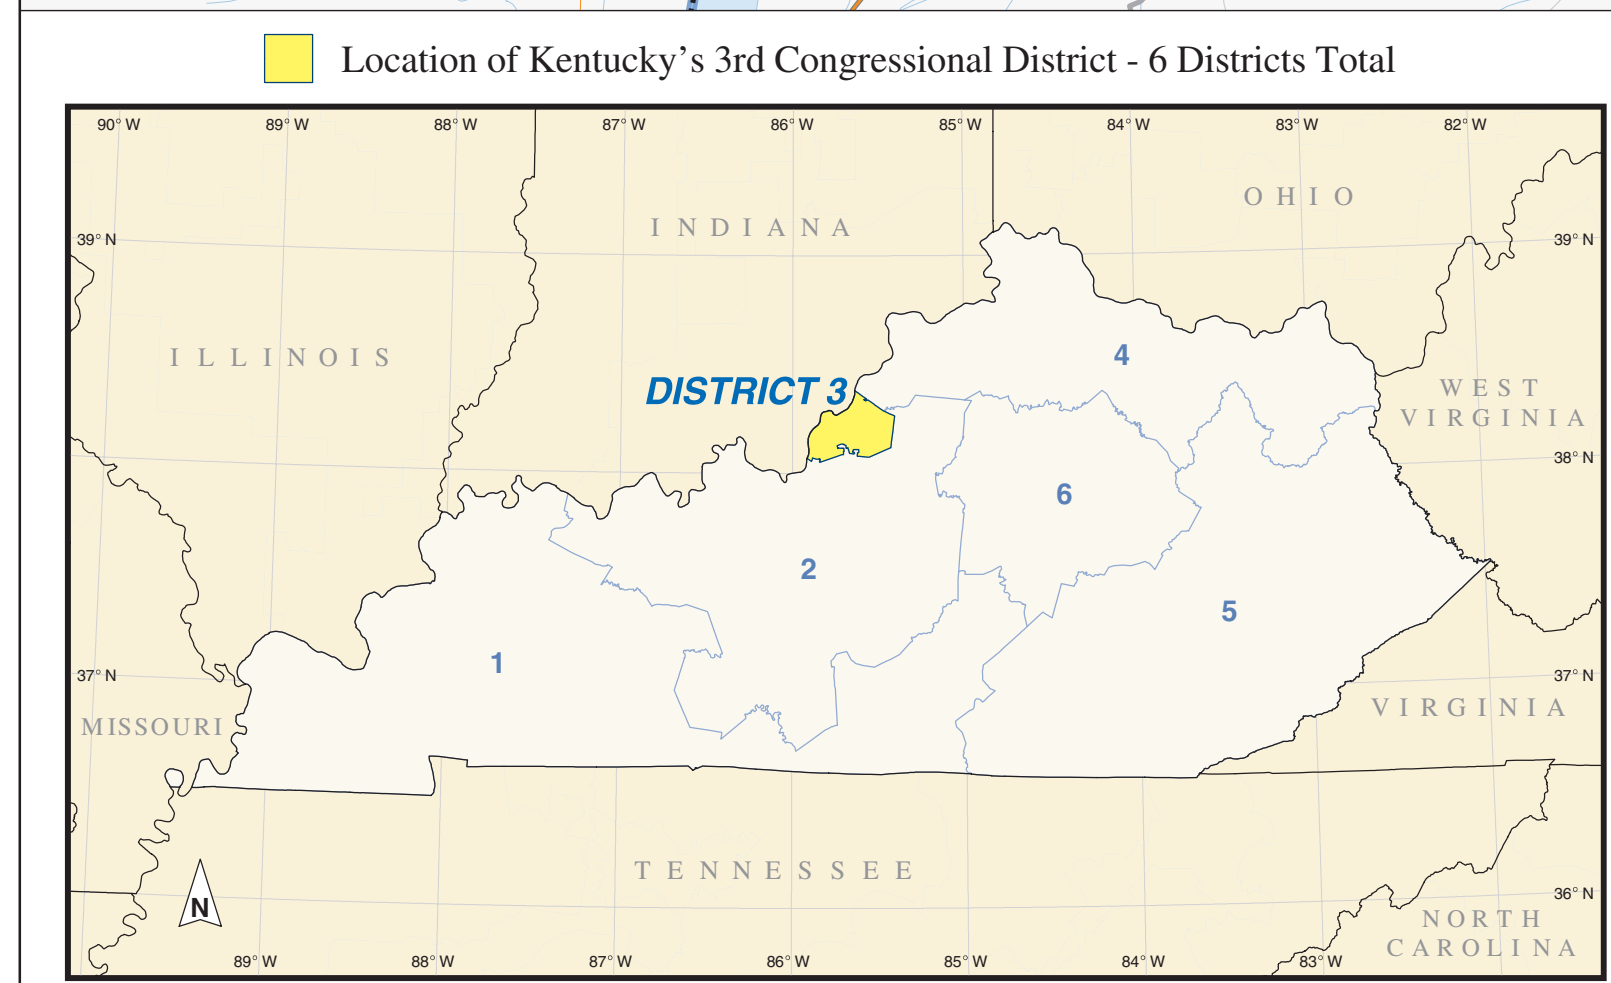 Location of Kentucky's 3rd Congressional District - 6 Districts Total
90° W 89° W 88° W 87° W 86° W 85° W 84° W 83° W 82° W
OHIO
INDIANA
39° N 39° N
ILLINOIS
4
DISTRICT 3
WEST
VIRGINIA
38° N
6
2
5
1
37° N 37° N
VIRGINIA
MISSOURI
TENNESSEE
36° N
N
NORTH
CAROLINA
89° W 88° W 87° W 86° W 85° W 84° W 83° W